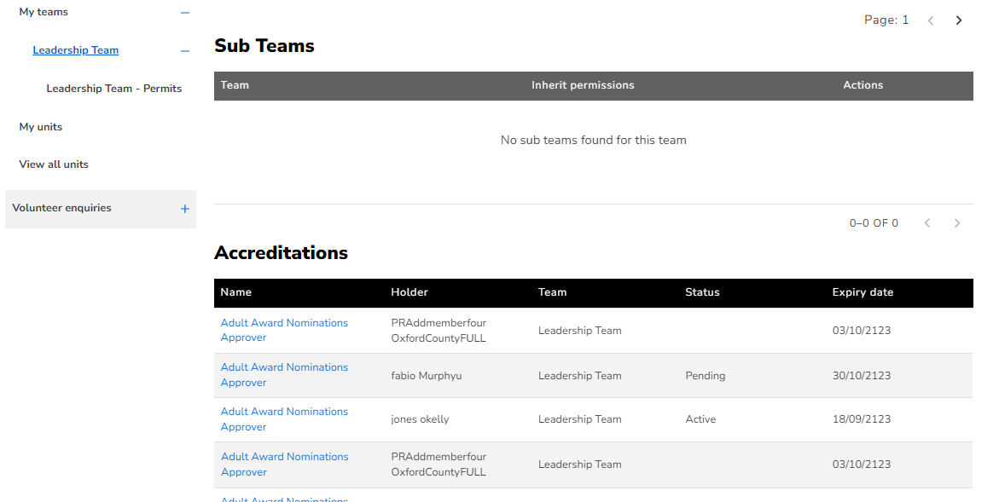 My teams
Leadership Team
Leadership Team - Permits
My units
View all units
Volunteer enquiries
Page: 1
Sub Teams
Team Inherit permissions Actions
No sub teams found for this team
0–0 OF 0
Accreditations
Name Holder Team Status Expiry date
Adult Award Nominations Approver PRAddmemberfour OxfordCountyFULL Leadership Team 03/10/2123
Adult Award Nominations Approver fabio Murphyu Leadership Team Pending 30/10/2123
Adult Award Nominations Approver jones okelly Leadership Team Active 18/09/2123
Adult Award Nominations Approver PRAddmemberfour OxfordCountyFULL Leadership Team 03/10/2123
Adult Award Nominations